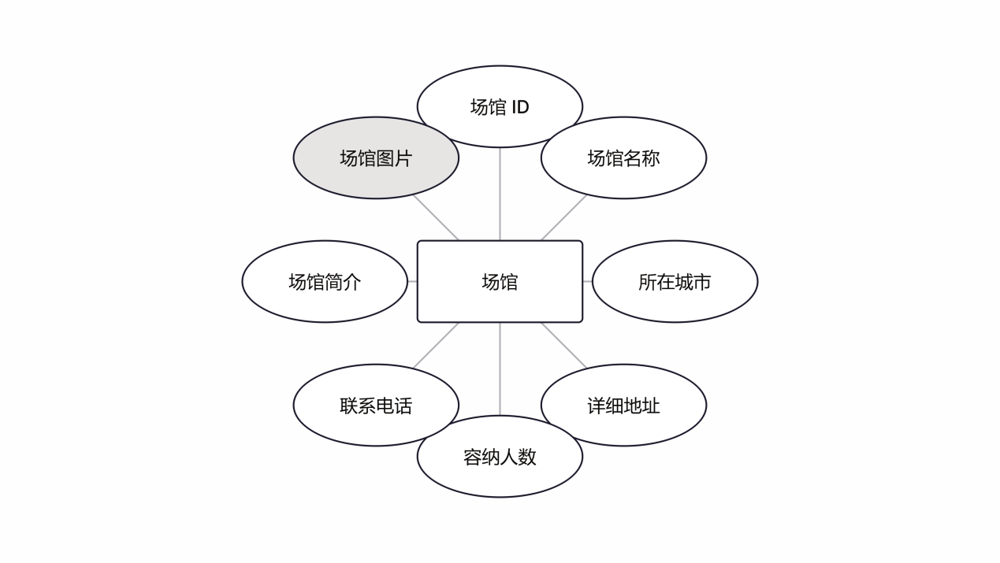 场馆 ID
场馆图片
场馆名称
场馆简介
场馆
所在城市
联系电话
详细地址
容纳人数